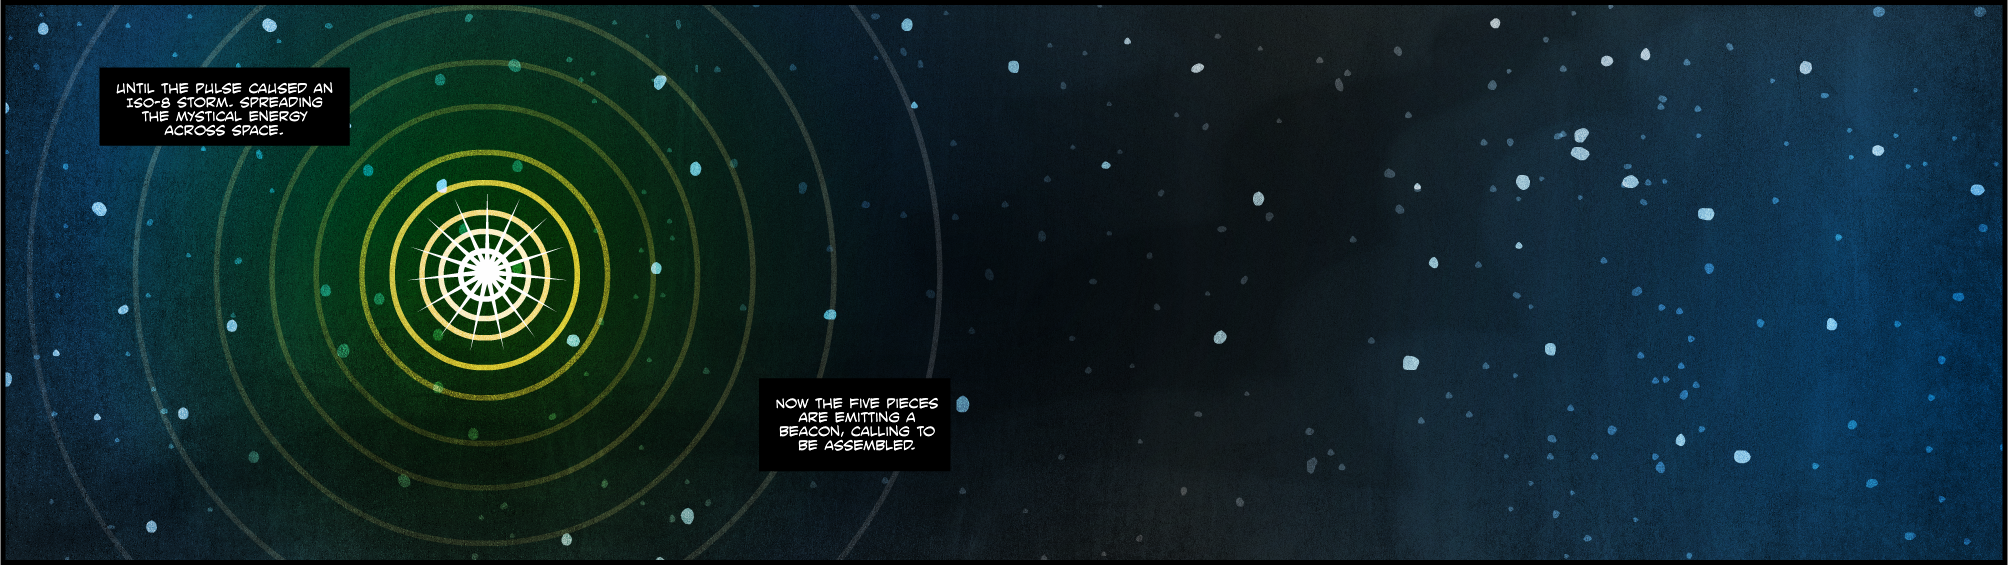 UNTIL THE PULSE CAUSED AN
ISO-8 STORM. SPREADING
THE MYSTICAL ENERGY
ACROSS SPACE.
NOW THE FIVE PIECES
ARE EMITTING A
BEACON, CALLING TO
BE ASSEMBLED.